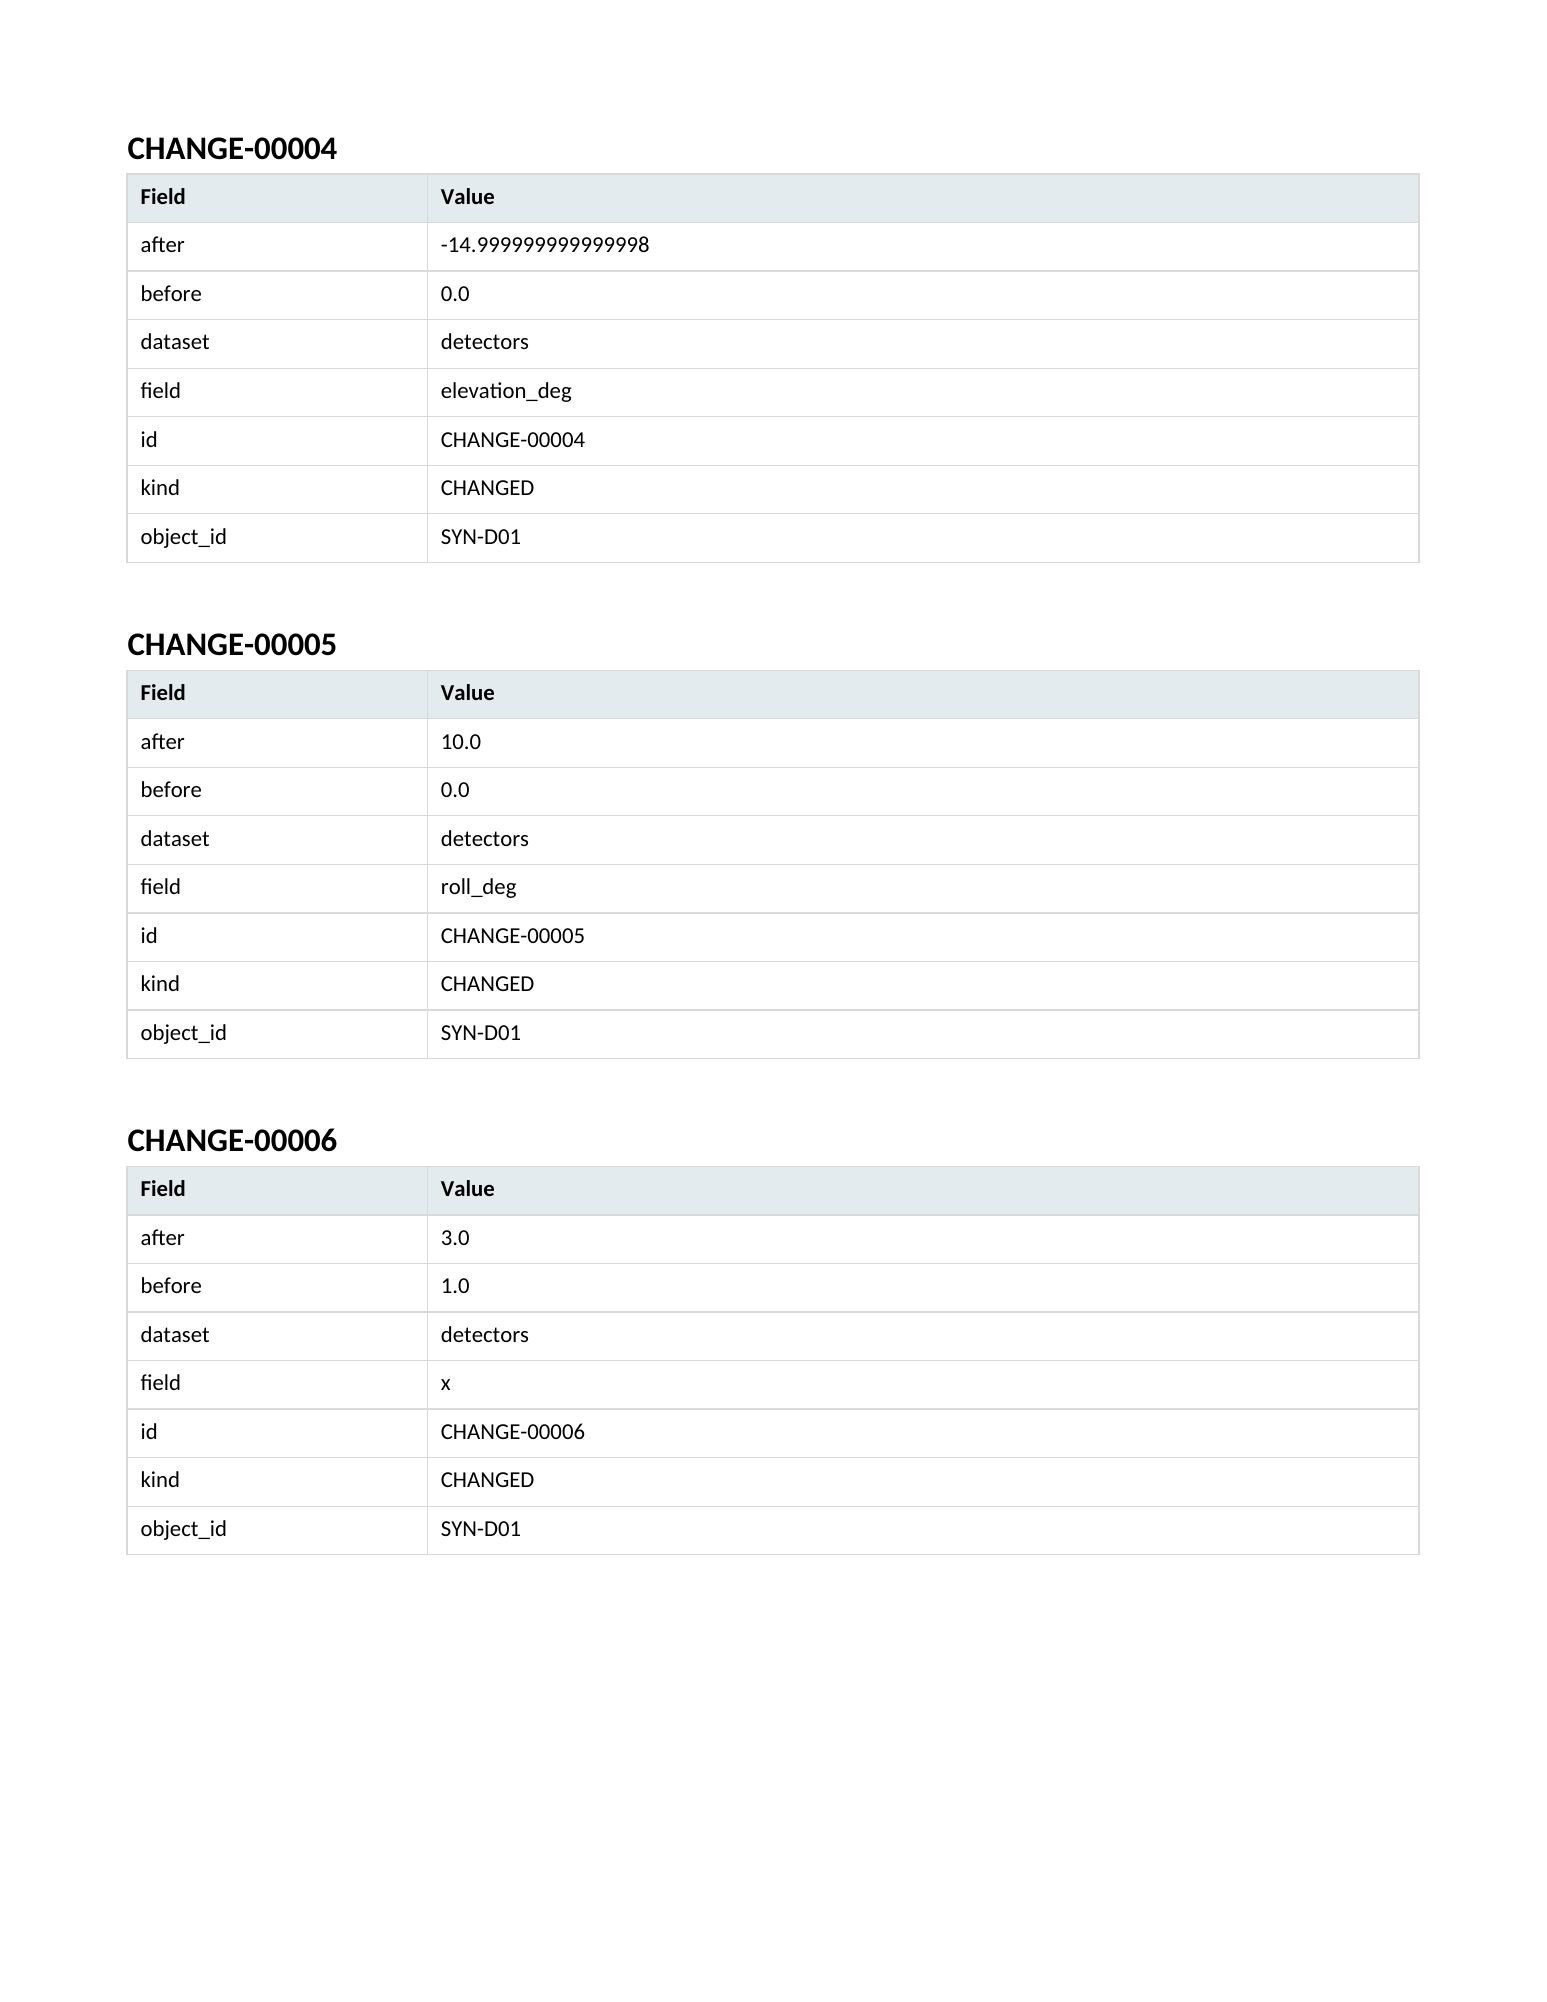 CHANGE-00004
Field Value
after -14.999999999999998
before 0.0
dataset detectors
field elevation_deg
id CHANGE-00004
kind CHANGED
object_id SYN-D01
CHANGE-00005
Field Value
after 10.0
before 0.0
dataset detectors
field roll_deg
id CHANGE-00005
kind CHANGED
object_id SYN-D01
CHANGE-00006
Field Value
after 3.0
before 1.0
dataset detectors
field x
id CHANGE-00006
kind CHANGED
object_id SYN-D01